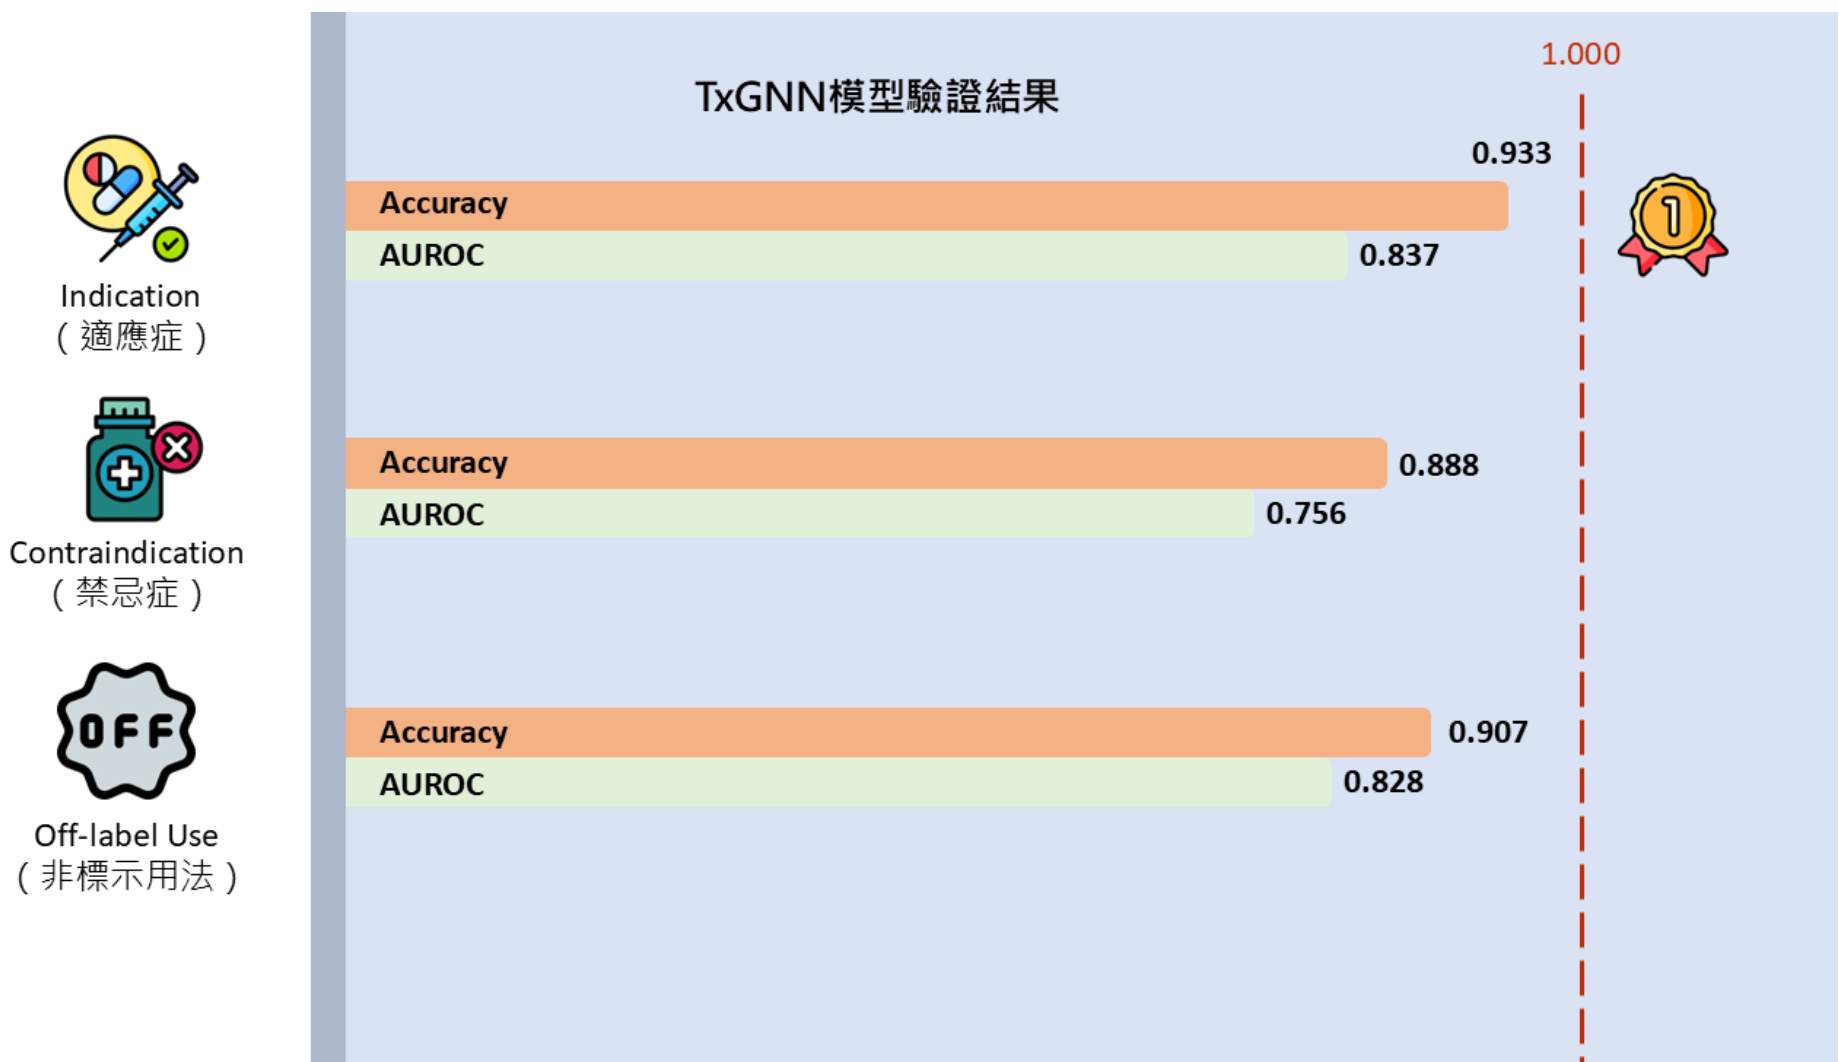 1.000
TxGNN模型驗證結果
0.933
Accuracy
AUROC
0.837
1
Indication
（適應症）
Accuracy
0.888
AUROC
0.756
Contraindication
（禁忌症）
OFF
Accuracy
0.907
AUROC
0.828
Off-label Use
（非標示用法）